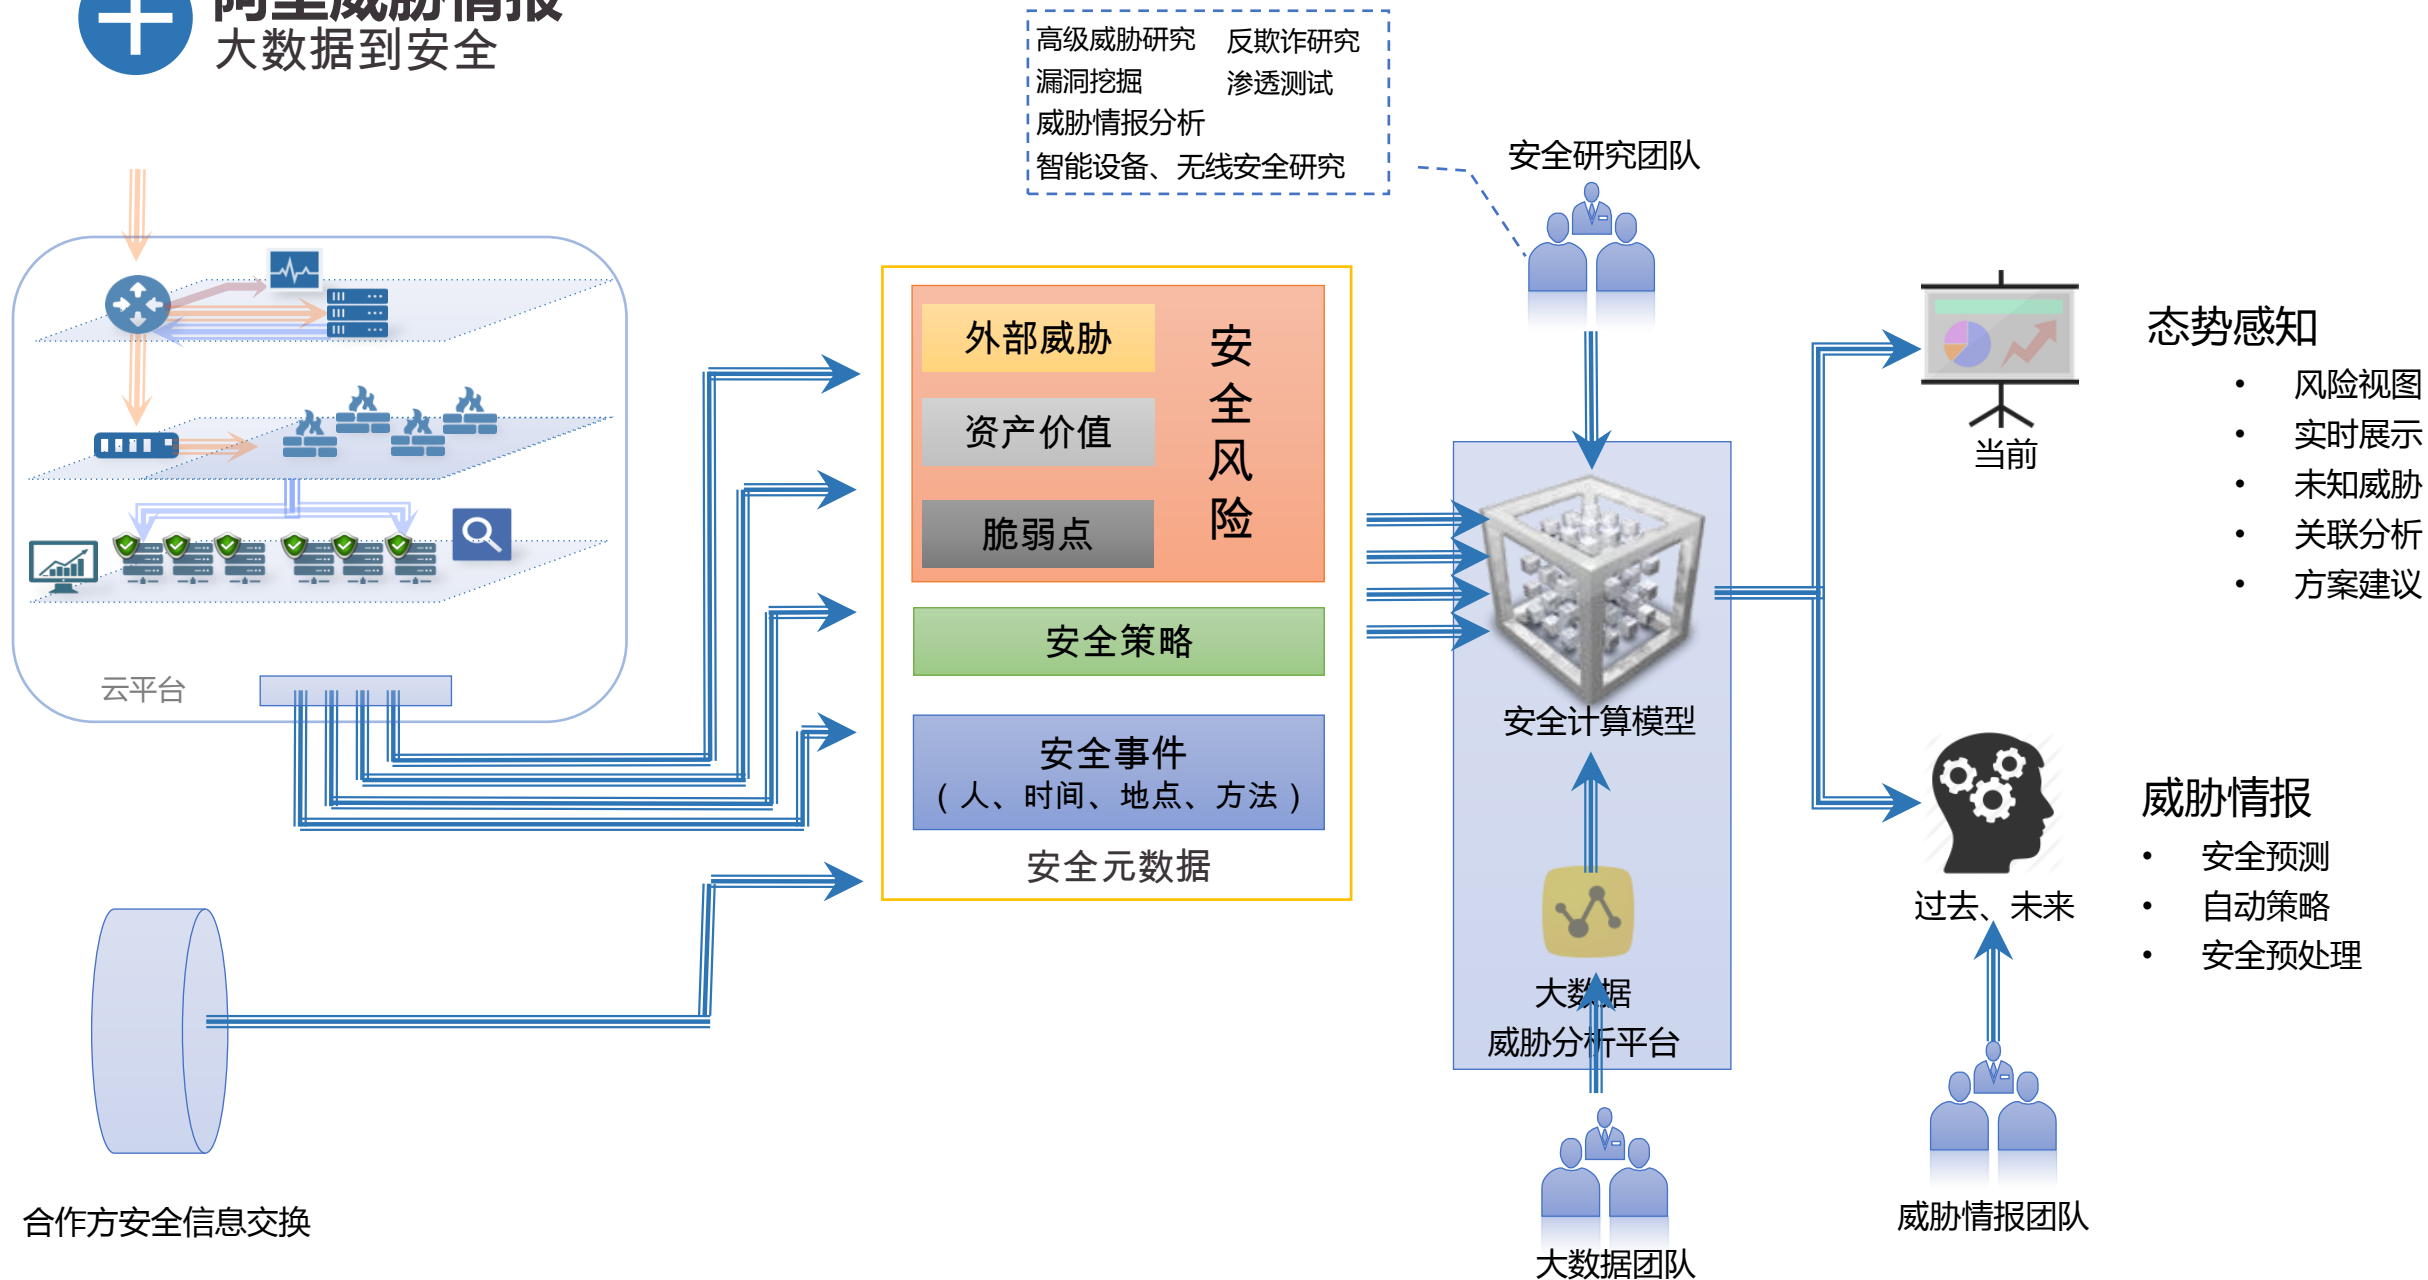 阿里威胁情报
大数据到安全
高级威胁研究 反欺诈研究
漏洞挖掘 渗透测试
威胁情报分析
智能设备、无线安全研究
安全研究团队
云平台
外部威胁
资产价值
脆弱点
安全风险
安全策略
安全事件
（人、时间、地点、方法）
安全元数据
安全计算模型
大数据
威胁分析平台
大数据团队
当前
态势感知
• 风险视图
• 实时展示
• 未知威胁
• 关联分析
• 方案建议
过去、未来
威胁情报
• 安全预测
• 自动策略
• 安全预处理
威胁情报团队
合作方安全信息交换